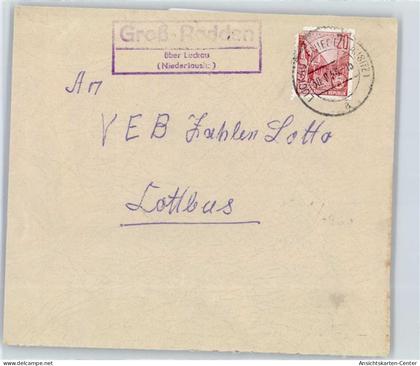 Groß-Radden
über Luckau
(Niederlausitz)
20
An
VEB Zahlen Lotto
Cottbus
Ansichtskarten-Center